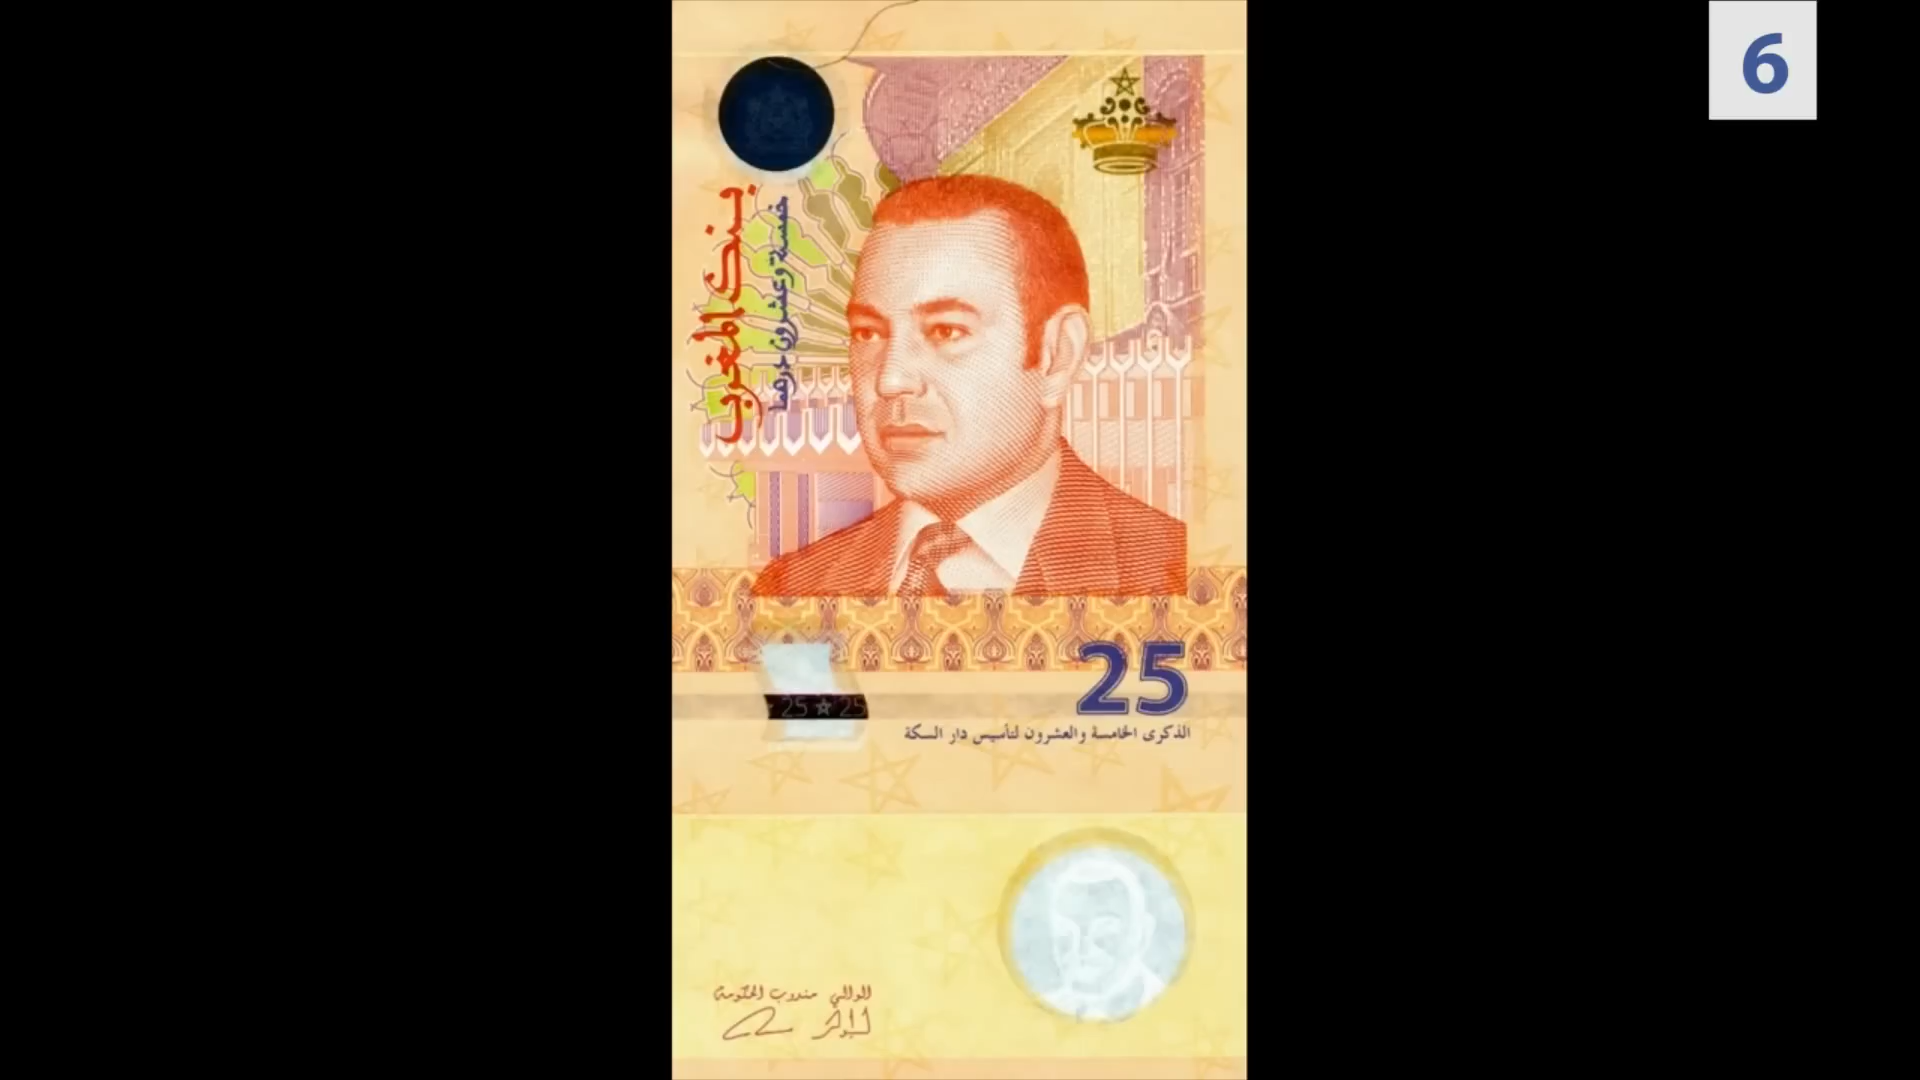 6
بنك المغرب
خمسة وعشرون درهما
25 ☆ 25
25
الذكرى الخامسة والعشرون لتأسيس دار السكة
الوالي مندوب الحكومة